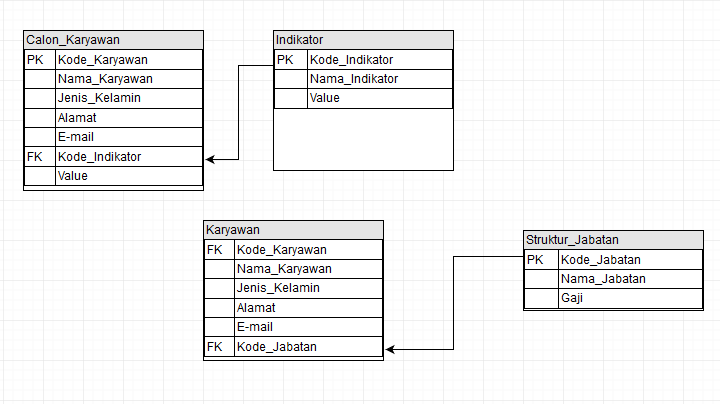 Calon_Karyawan
PK Kode_Karyawan
Nama_Karyawan
Jenis_Kelamin
Alamat
E-mail
FK Kode_Indikator
Value
Indikator
PK Kode_Indikator
Nama_Indikator
Value
Karyawan
FK Kode_Karyawan
Nama_Karyawan
Jenis_Kelamin
Alamat
E-mail
FK Kode_Jabatan
Struktur_Jabatan
PK Kode_Jabatan
Nama_Jabatan
Gaji